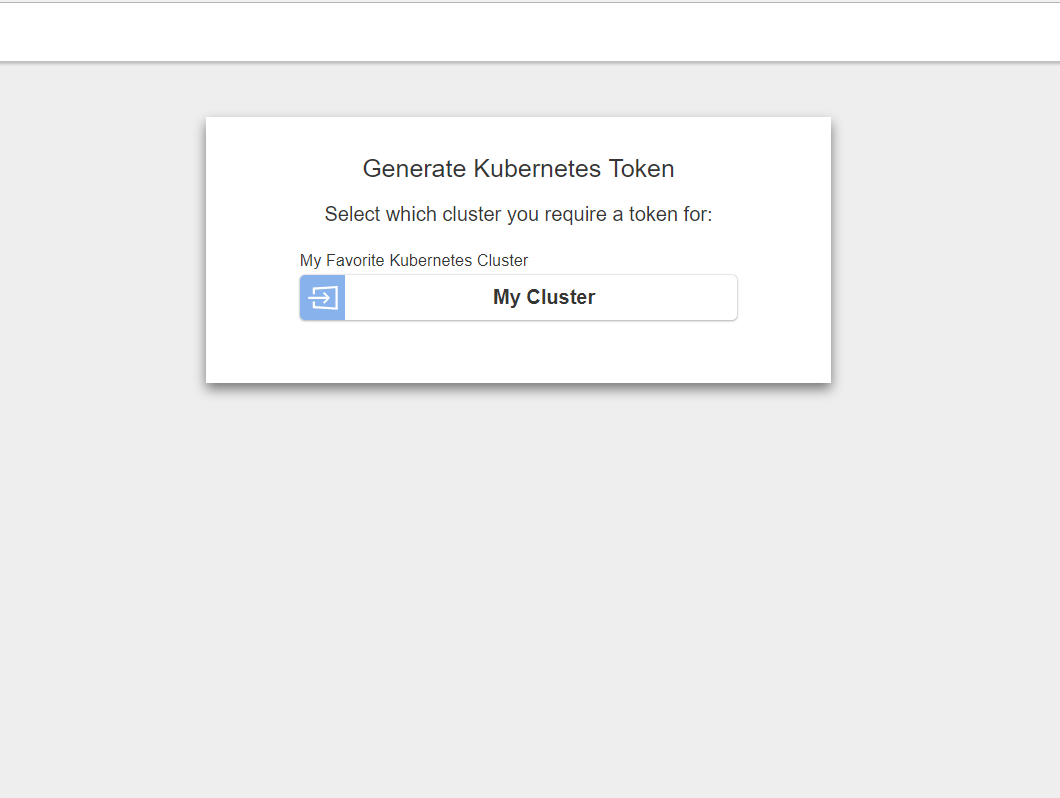 Generate Kubernetes Token
Select which cluster you require a token for:
My Favorite Kubernetes Cluster
My Cluster